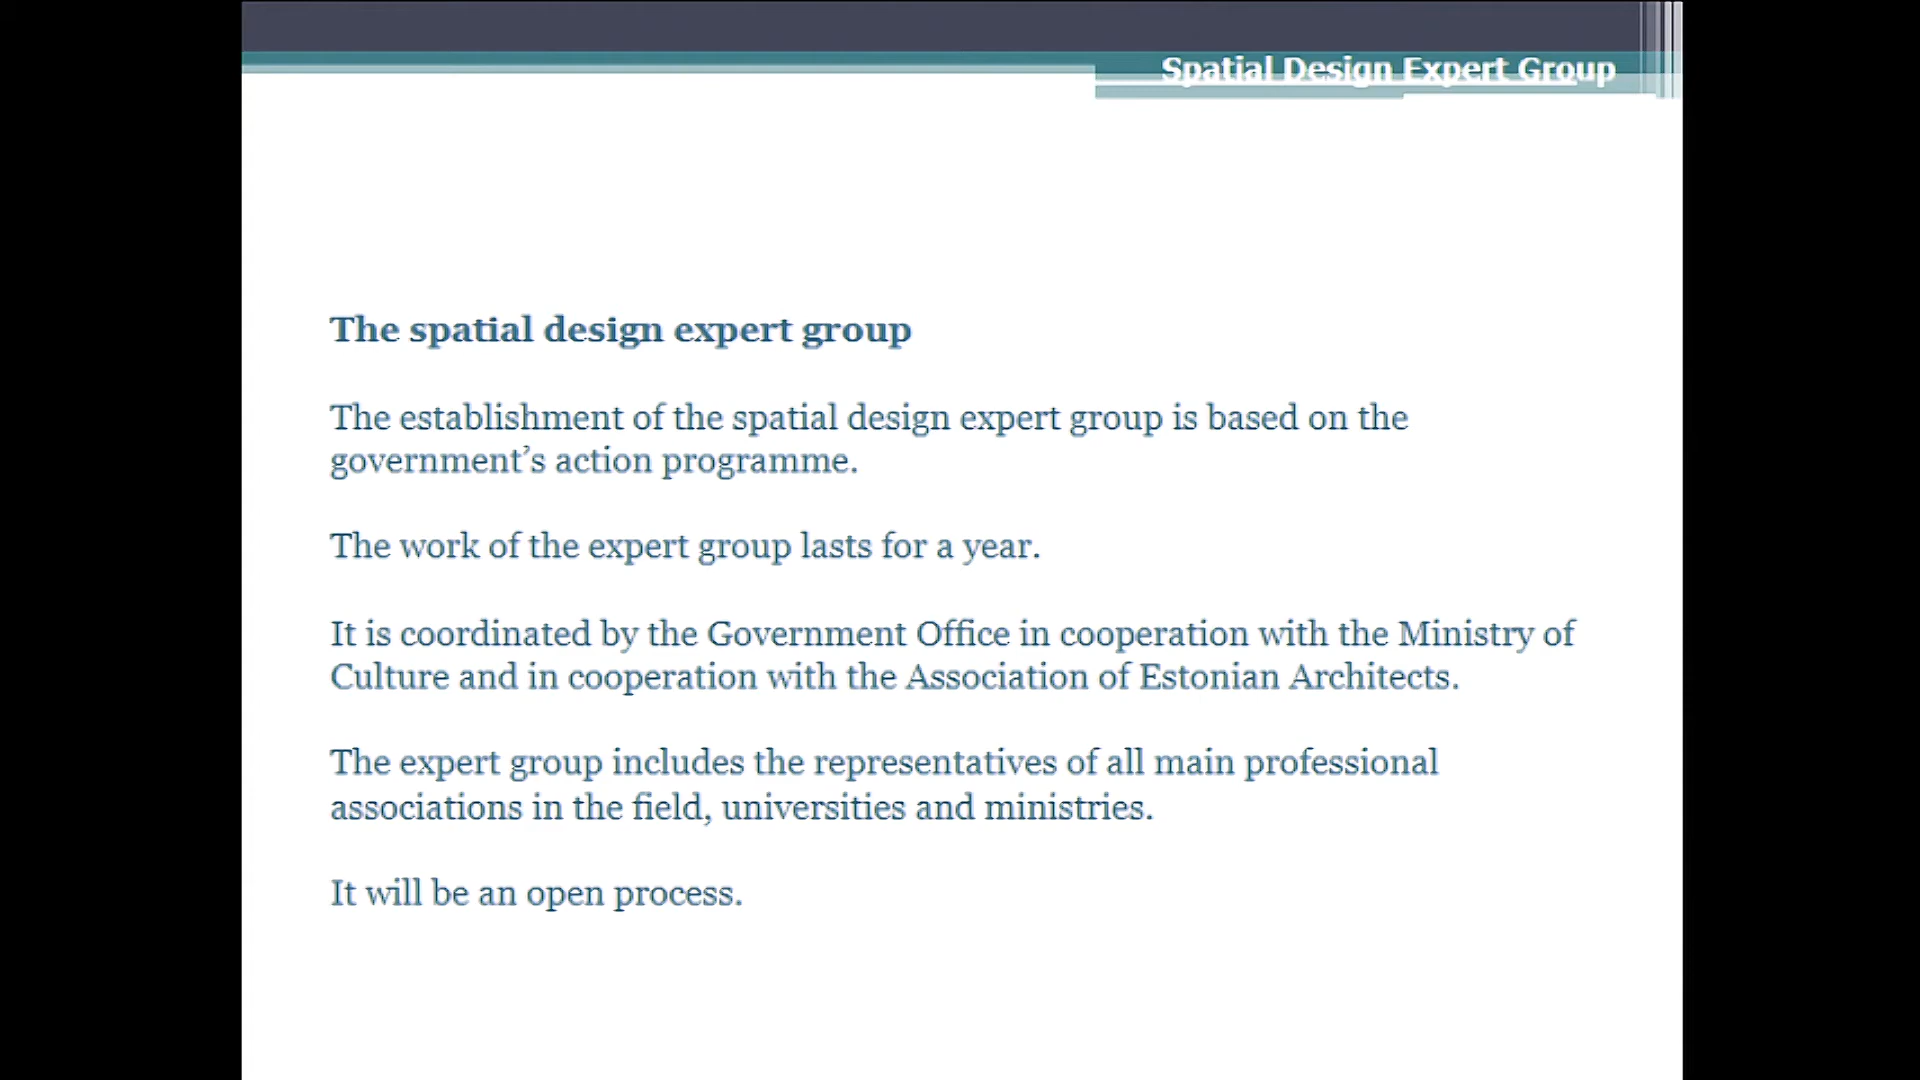 Spatial Design Expert Group
The spatial design expert group
The establishment of the spatial design expert group is based on the
government’s action programme.
The work of the expert group lasts for a year.
It is coordinated by the Government Office in cooperation with the Ministry of
Culture and in cooperation with the Association of Estonian Architects.
The expert group includes the representatives of all main professional
associations in the field, universities and ministries.
It will be an open process.